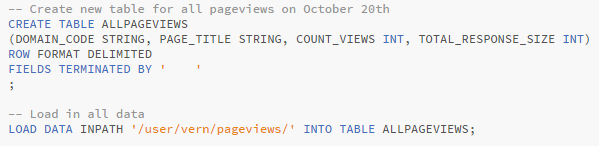 -- Create new table for all pageviews on October 20th
CREATE TABLE ALLPAGEVIEWS
(DOMAIN_CODE STRING, PAGE_TITLE STRING, COUNT_VIEWS INT, TOTAL_RESPONSE_SIZE INT)
ROW FORMAT DELIMITED
FIELDS TERMINATED BY '    '
;
-- Load in all data
LOAD DATA INPATH '/user/vern/pageviews/' INTO TABLE ALLPAGEVIEWS;